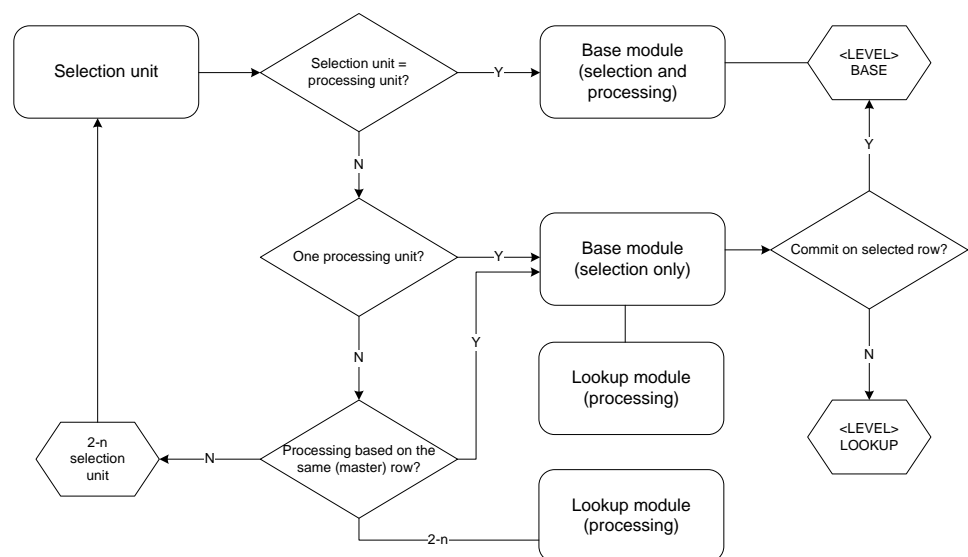 Selection unit
Selection unit =
processing unit?
Y
Base module
(selection and
processing)
<LEVEL>
BASE
N
Y
One processing unit?
Y
Base module
(selection only)
Commit on selected row?
N
Y
N
Lookup module
(processing)
<LEVEL>
LOOKUP
2-n
selection
unit
N
Processing based on the
same (master) row?
2-n
Lookup module
(processing)